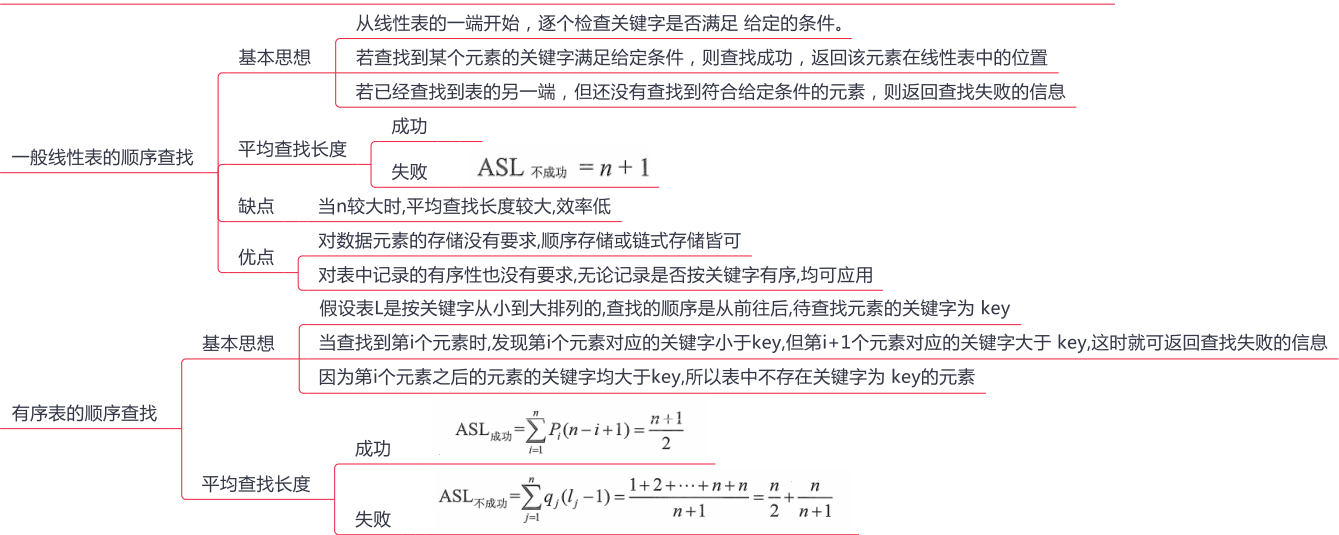 一般线性表的顺序查找
基本思想
从线性表的一端开始，逐个检查关键字是否满足 给定的条件。
若查找到某个元素的关键字满足给定条件，则查找成功，返回该元素在线性表中的位置
若已经查找到表的另一端，但还没有查找到符合给定条件的元素，则返回查找失败的信息
平均查找长度
成功
失败
ASL 不成功 = n + 1
缺点
当n较大时,平均查找长度较大,效率低
优点
对数据元素的存储没有要求,顺序存储或链式存储皆可
对表中记录的有序性也没有要求,无论记录是否按关键字有序,均可应用
有序表的顺序查找
基本思想
假设表L是按关键字从小到大排列的,查找的顺序是从前往后,待查找元素的关键字为 key
当查找到第i个元素时,发现第i个元素对应的关键字小于key,但第i+1个元素对应的关键字大于 key,这时就可返回查找失败的信息
因为第i个元素之后的元素的关键字均大于key,所以表中不存在关键字为 key的元素
平均查找长度
成功
ASL成功=∑_{i=1}^{n} P_i(n−i+1)=(n+1)/2
失败
ASL不成功=∑_{j=1}^{n} q_j(l_j−1)=(1+2+⋯+n+n)/(n+1)=n/2+n/(n+1)